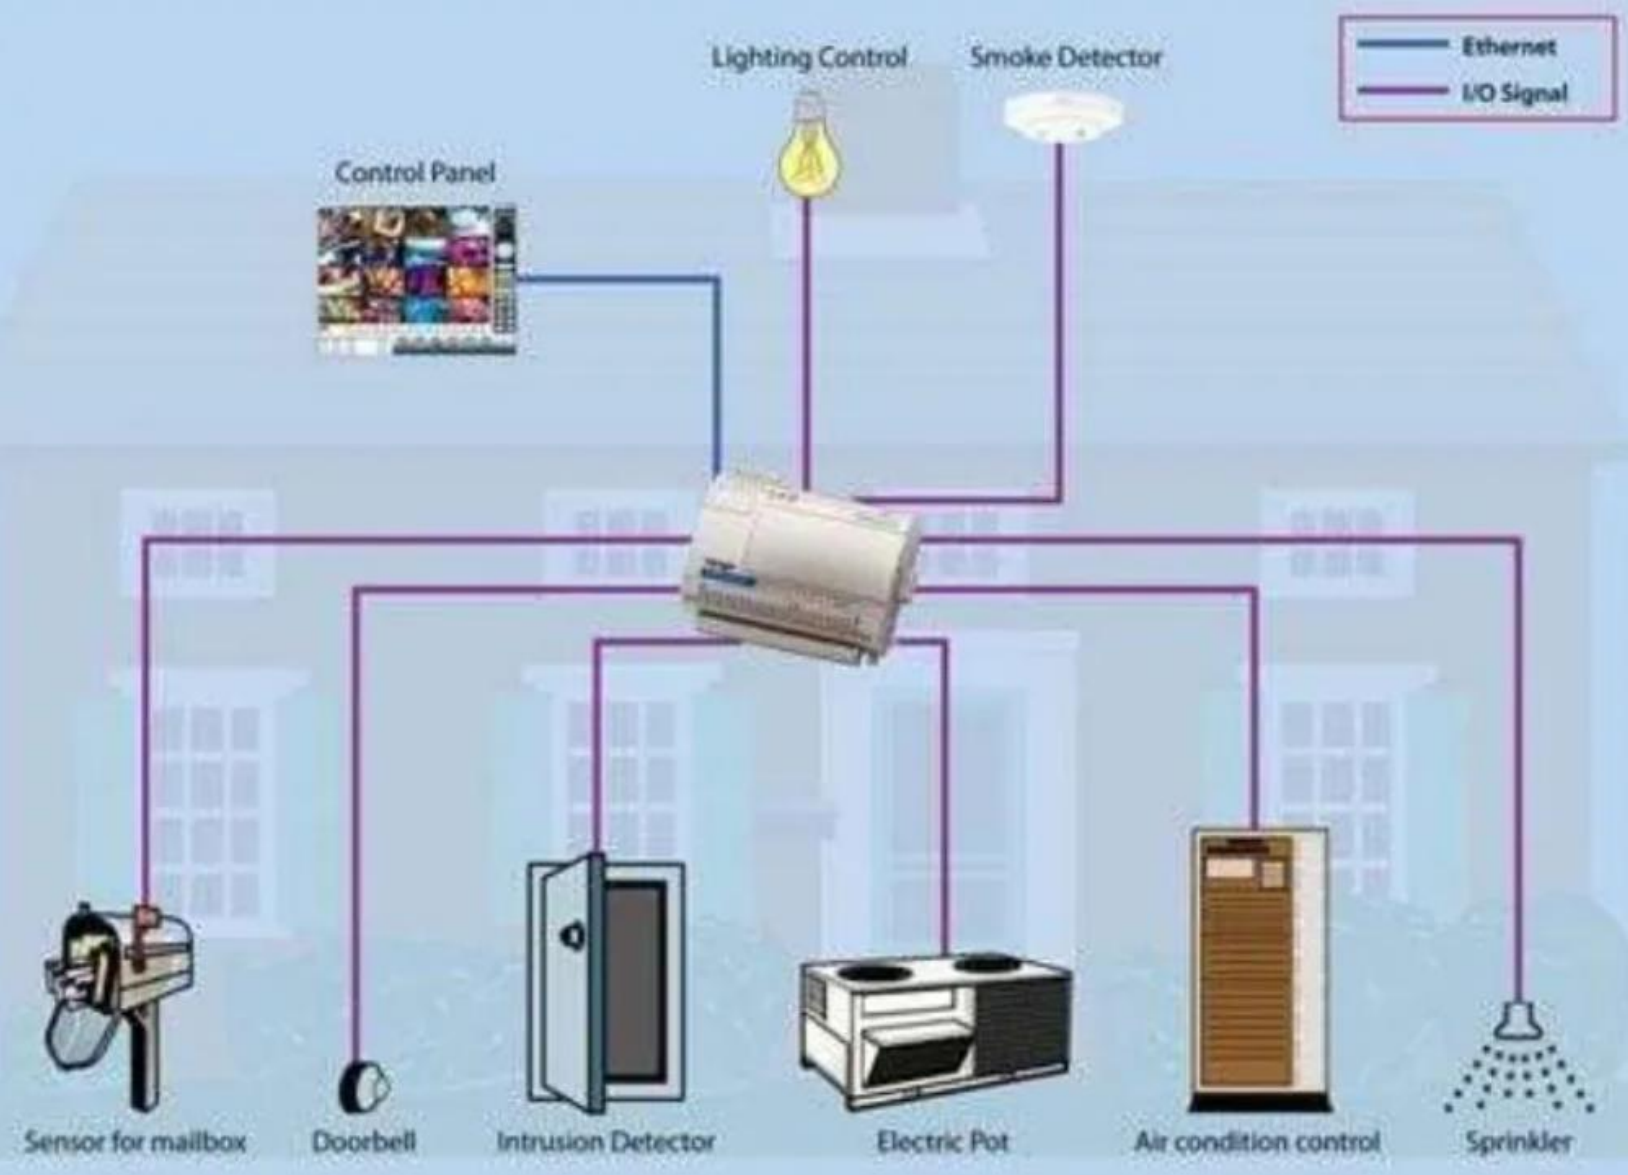 Lighting Control
Smoke Detector
Ethernet
I/O Signal
Control Panel
Sensor for mailbox
Doorbell
Intrusion Detector
Electric Pot
Air condition control
Sprinkler